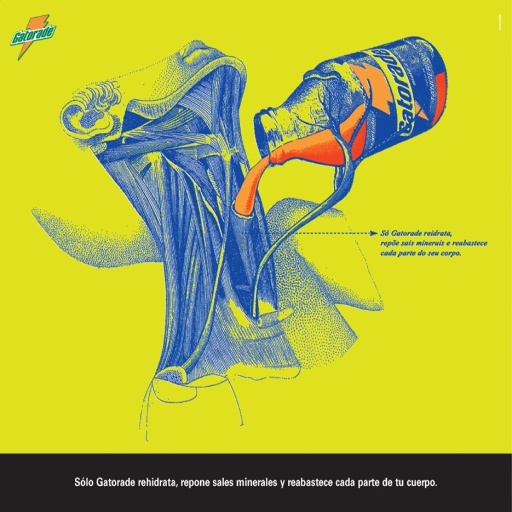 Gatorade
Gatorade
Só Gatorade reidrata,
repõe sais minerais e reabastece
cada parte do seu corpo.
Sólo Gatorade rehidrata, repone sales minerales y reabastece cada parte de tu cuerpo.